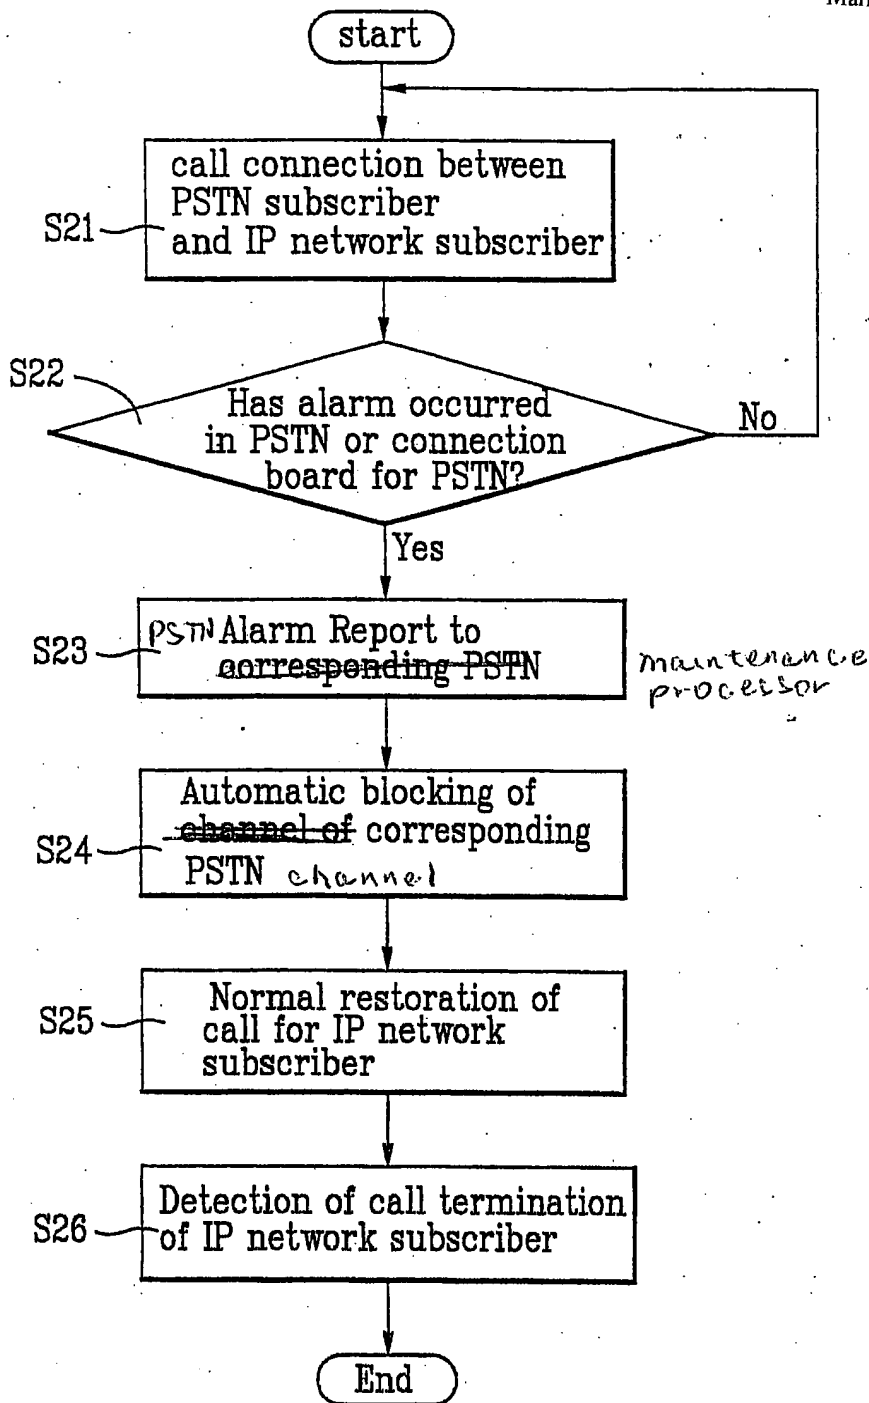 start
call connection between
PSTN subscriber
S21 and IP network subscriber
S22
Has alarm occurred
in PSTN or connection
board for PSTN?
No
Yes
PSTN Alarm Report to
S23 corresponding PSTN
maintenance
processor
Automatic blocking of
channel of corresponding
S24
PSTN channel
Normal restoration of
S25 call for IP network
subscriber
Detection of call termination
S26 of IP network subscriber
End